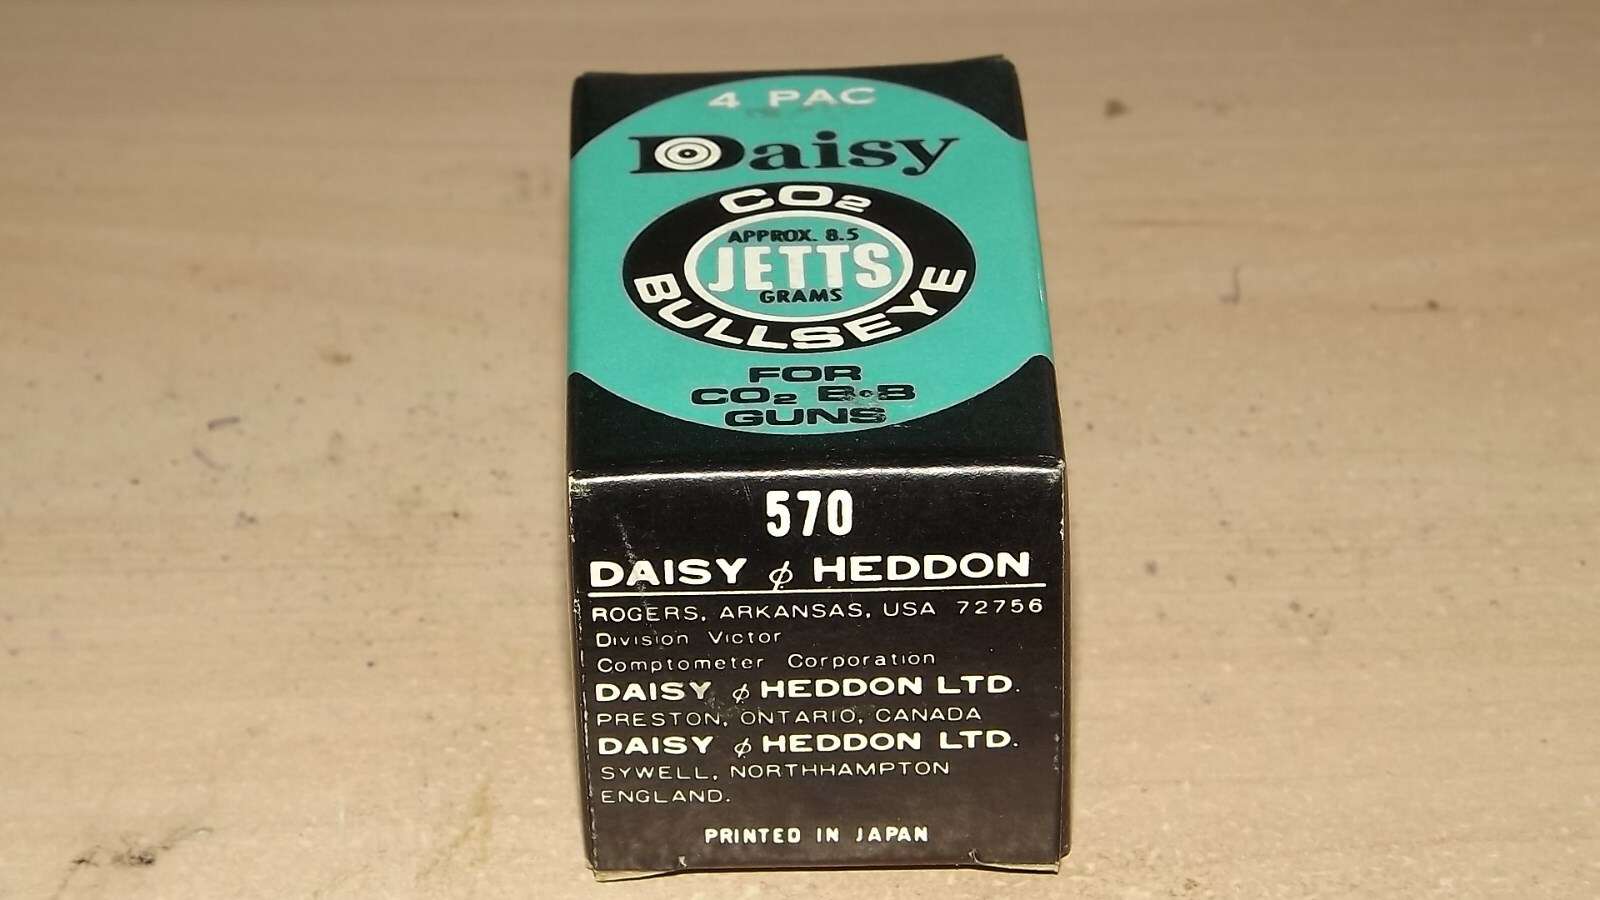 4 PAC
Daisy
CO2
APPROX. 8.5
JETTS
GRAMS
BULLSEYE
FOR
CO2 B•B
GUNS
570
DAISY & HEDDON
ROGERS, ARKANSAS, USA 72756
Division Victor
Comptometer Corporation
DAISY & HEDDON LTD.
PRESTON, ONTARIO, CANADA
DAISY & HEDDON LTD.
SYWELL, NORTHHAMPTON
ENGLAND.
PRINTED IN JAPAN